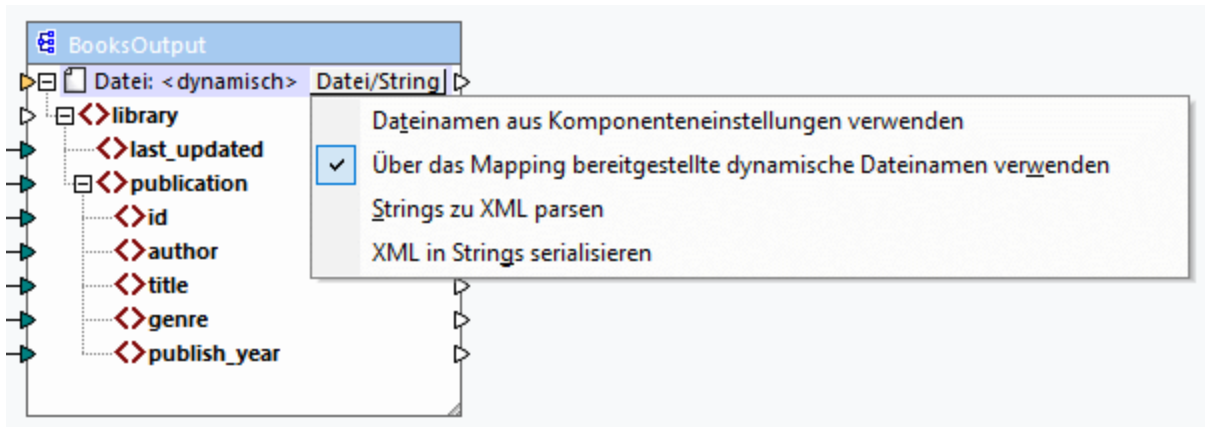 BooksOutput
Datei: <dynamisch> Datei/String
library
Dateinamen aus Komponenteneinstellungen verwenden
last_updated
Über das Mapping bereitgestellte dynamische Dateinamen verwenden
publication
Strings zu XML parsen
id
author
XML in Strings serialisieren
title
genre
publish_year